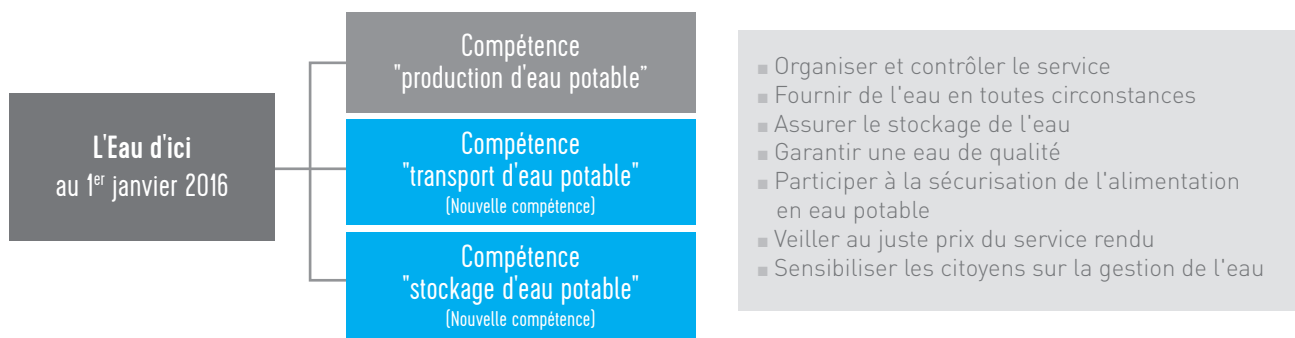 L'Eau d'ici
au 1er janvier 2016
Compétence
"production d'eau potable”
Compétence
"transport d'eau potable"
(Nouvelle compétence)
Compétence
"stockage d'eau potable"
(Nouvelle compétence)
■ Organiser et contrôler le service
■ Fournir de l'eau en toutes circonstances
■ Assurer le stockage de l'eau
■ Garantir une eau de qualité
■ Participer à la sécurisation de l'alimentation
en eau potable
■ Veiller au juste prix du service rendu
■ Sensibiliser les citoyens sur la gestion de l'eau